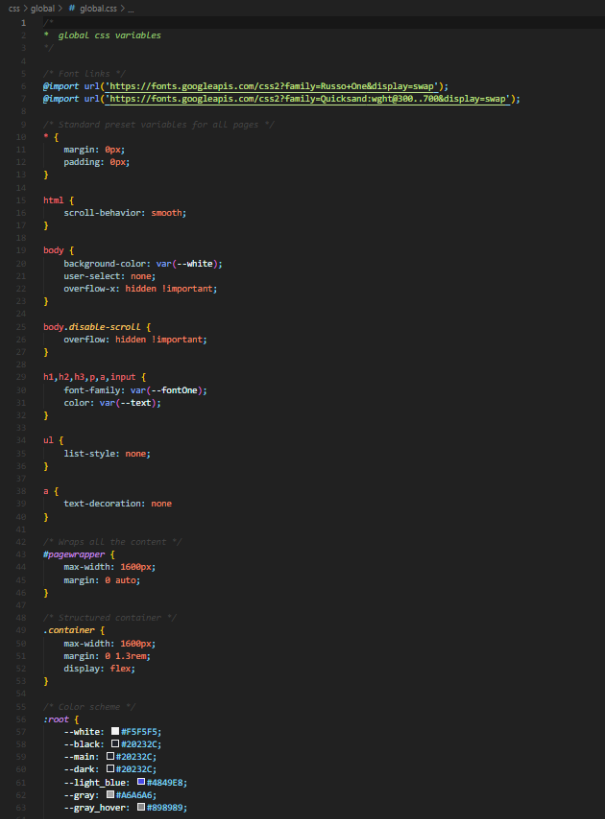 css > global > # global.css > ...
1 /*
2 * global css variables
3 */
4
5 /* Font links */
6 @import url('https://fonts.googleapis.com/css2?family=Russo+One&display=swap');
7 @import url('https://fonts.googleapis.com/css2?family=Quicksand:wght@300..700&display=swap');
8
9 /* Standard preset variables for all pages */
10 * {
11 margin: 0px;
12 padding: 0px;
13 }
14
15 html {
16 scroll-behavior: smooth;
17 }
18
19 body {
20 background-color: var(--white);
21 user-select: none;
22 overflow-x: hidden !important;
23 }
24
25 body.disable-scroll {
26 overflow: hidden !important;
27 }
28
29 h1,h2,h3,p,a,input {
30 font-family: var(--fontOne);
31 color: var(--text);
32 }
33
34 ul {
35 list-style: none;
36 }
37
38 a {
39 text-decoration: none
40 }
41
42 /* Wraps all the content */
43 #pagewrapper {
44 max-width: 1600px;
45 margin: 0 auto;
46 }
47
48 /* Structured container */
49 .container {
50 max-width: 1600px;
51 margin: 0 1.3rem;
52 display: flex;
53 }
54
55 /* Color scheme */
56 :root {
57 --white: #F5F5F5;
58 --black: #20232C;
59 --main: #20232C;
60 --dark: #20232C;
61 --light_blue: #4849E8;
62 --gray: #A6A6A6;
63 --gray_hover: #898989;
64